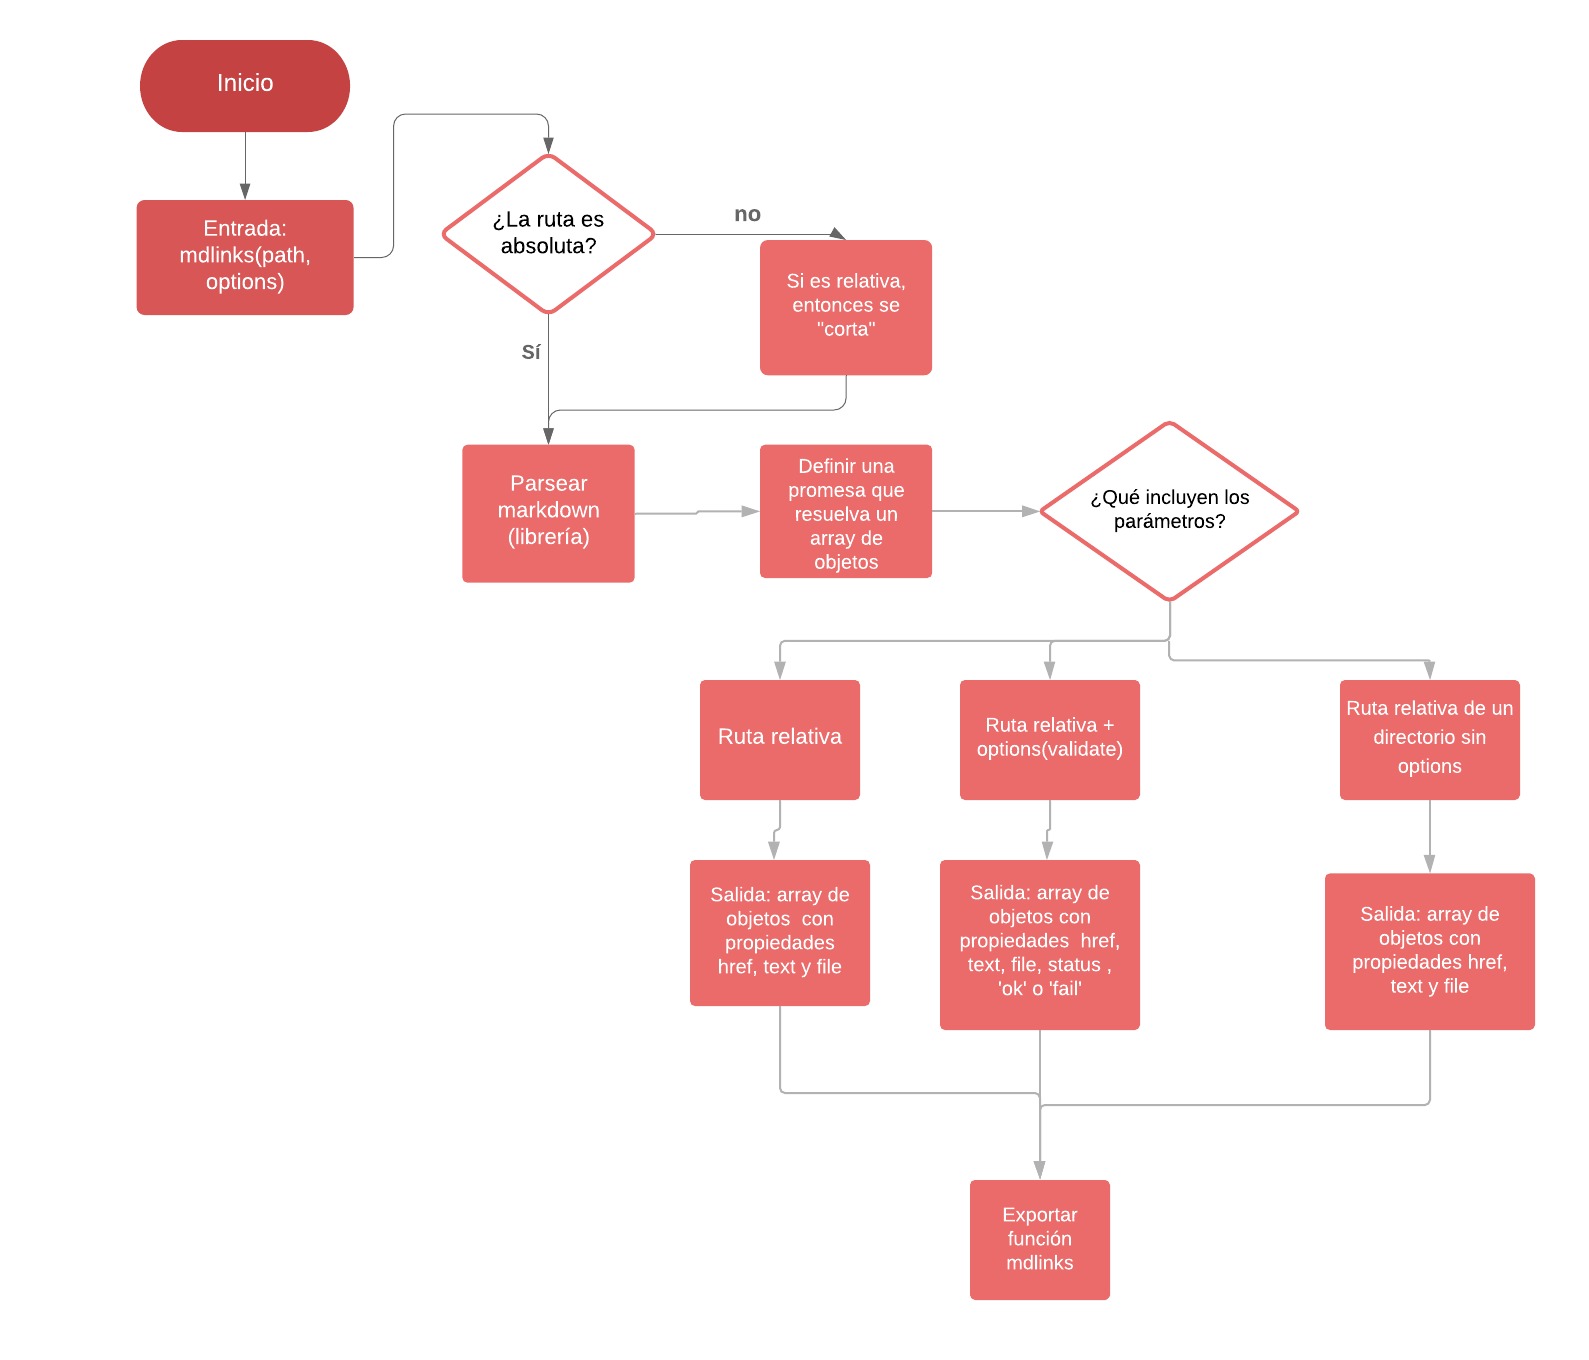 Inicio
Entrada:
mdlinks(path,
options)
¿La ruta es
absoluta?
no
Si es relativa,
entonces se
"corta"
Sí
Parsear
markdown
(librería)
Definir una
promesa que
resuelva un
array de
objetos
¿Qué incluyen los
parámetros?
Ruta relativa
Ruta relativa +
options(validate)
Ruta relativa de un
directorio sin
options
Salida: array de
objetos  con
propiedades
href, text y file
Salida: array de
objetos con
propiedades  href,
text, file, status ,
'ok' o 'fail'
Salida: array de
objetos con
propiedades href,
text y file
Exportar
función
mdlinks